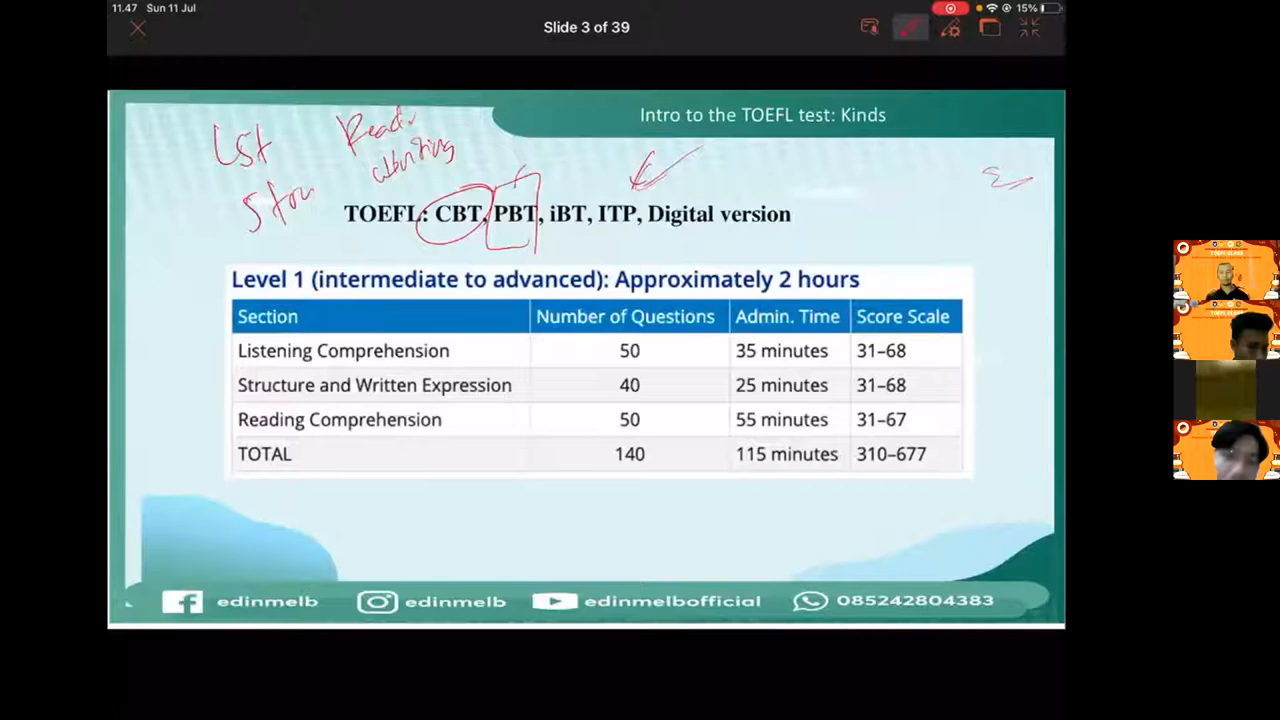 11.47 Sun 11 Jul 15%
Slide 3 of 39
Intro to the TOEFL test: Kinds
Lst Read
Writing
Stru
TOEFL: CBT, PBT, iBT, ITP, Digital version
Level 1 (intermediate to advanced): Approximately 2 hours
Section Number of Questions Admin. Time Score Scale
Listening Comprehension 50 35 minutes 31–68
Structure and Written Expression 40 25 minutes 31–68
Reading Comprehension 50 55 minutes 31–67
TOTAL 140 115 minutes 310–677
edinmelb edinmelb edinmelbofficial 085242804383
TOEFL CLASS